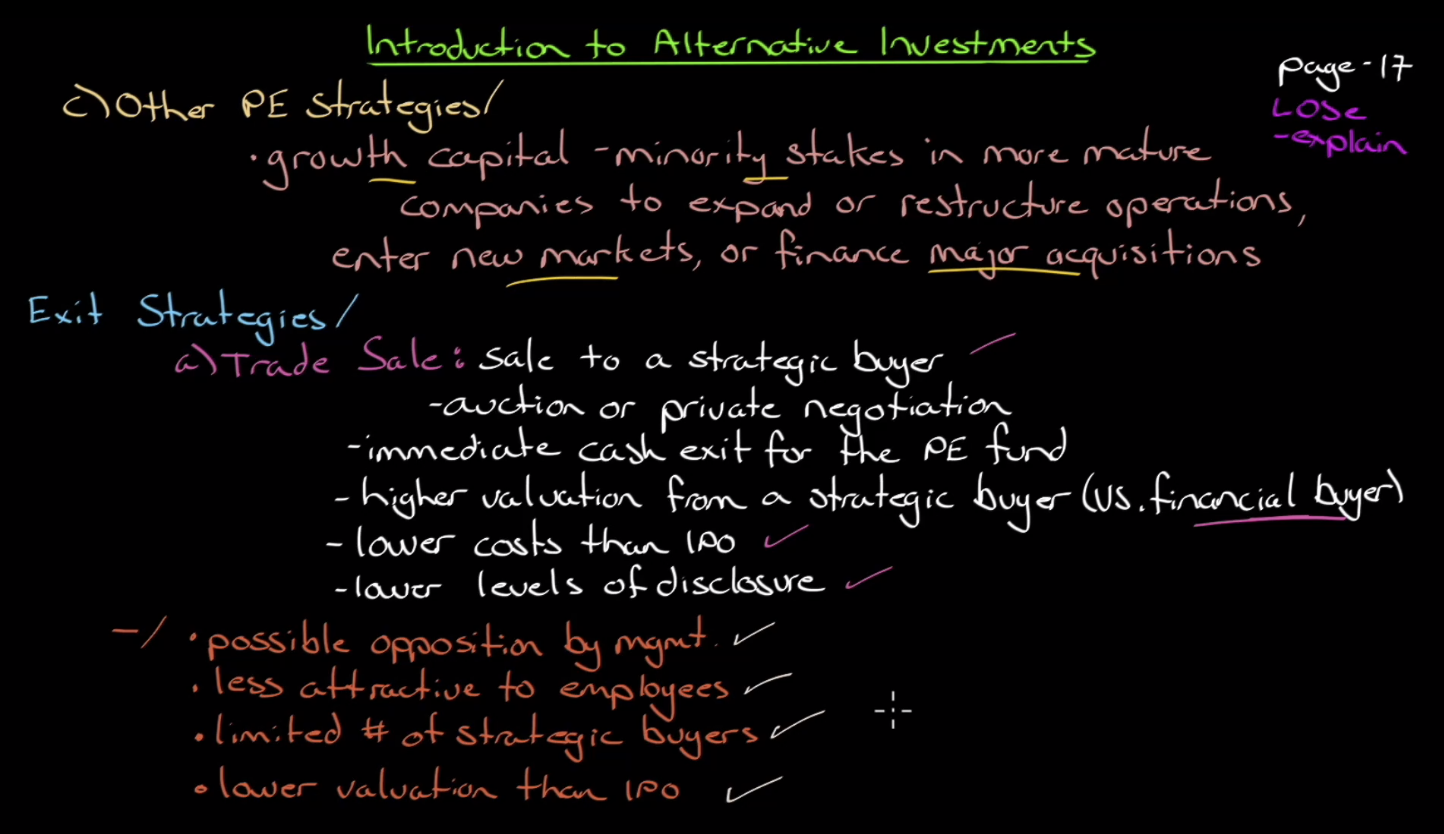 Introduction to Alternative Investments
page-17
LOS e
-explain
c) Other PE Strategies/
· growth capital - minority stakes in more mature
companies to expand or restructure operations,
enter new markets, or finance major acquisitions
Exit Strategies/
a) Trade Sale: sale to a strategic buyer
- auction or private negotiation
- immediate cash exit for the PE fund
- higher valuation from a strategic buyer (vs. financial buyer)
- lower costs than IPO
- lower levels of disclosure
-/ · possible opposition by mgmt.
· less attractive to employees
· limited # of strategic buyers
· lower valuation than IPO